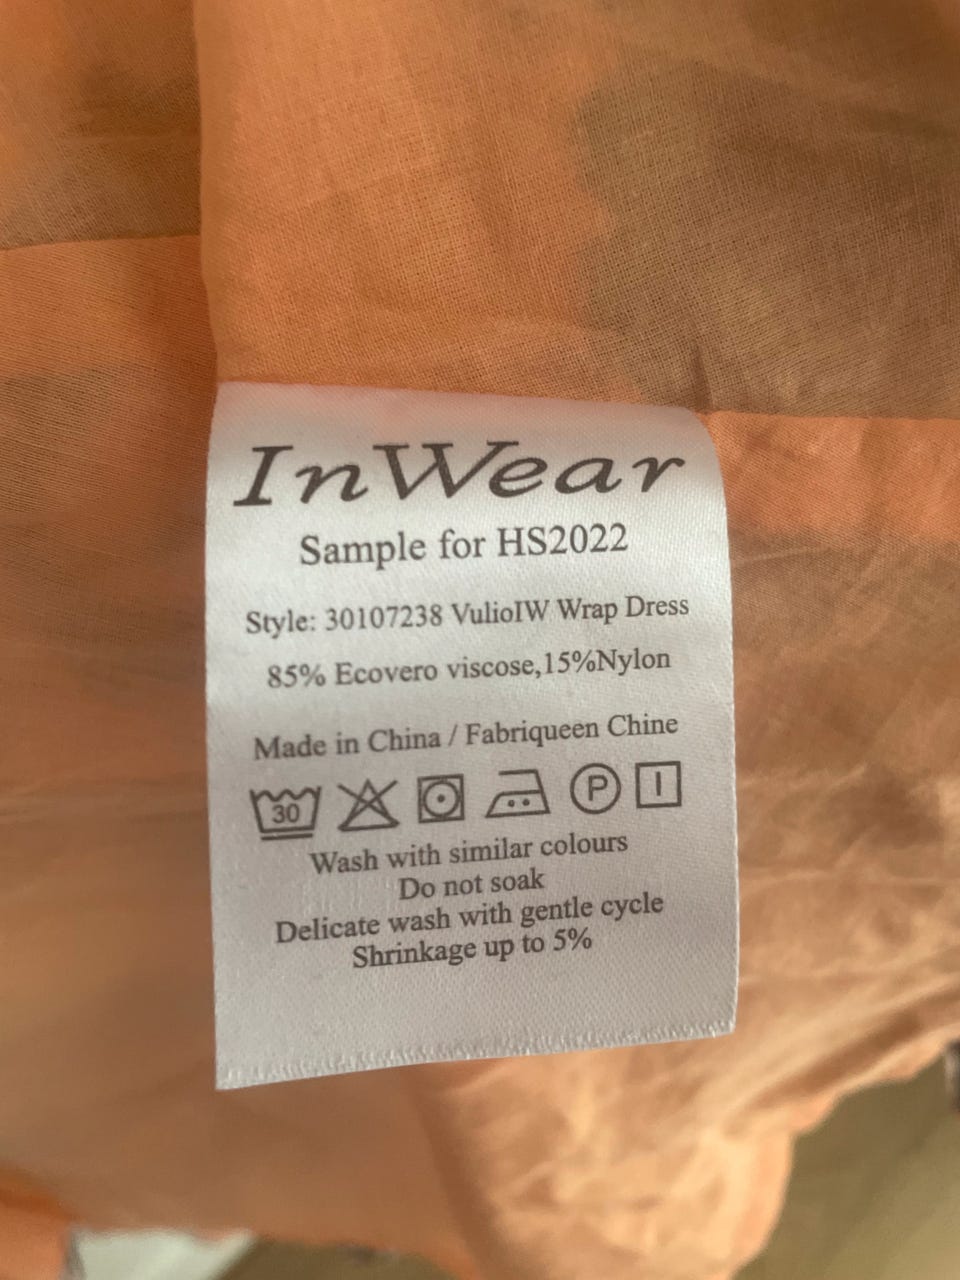 InWear
Sample for HS2022
Style: 30107238 VulioIW Wrap Dress
85% Ecovero viscose,15%Nylon
Made in China / Fabriqueen Chine
30 P
Wash with similar colours
Do not soak
Delicate wash with gentle cycle
Shrinkage up to 5%